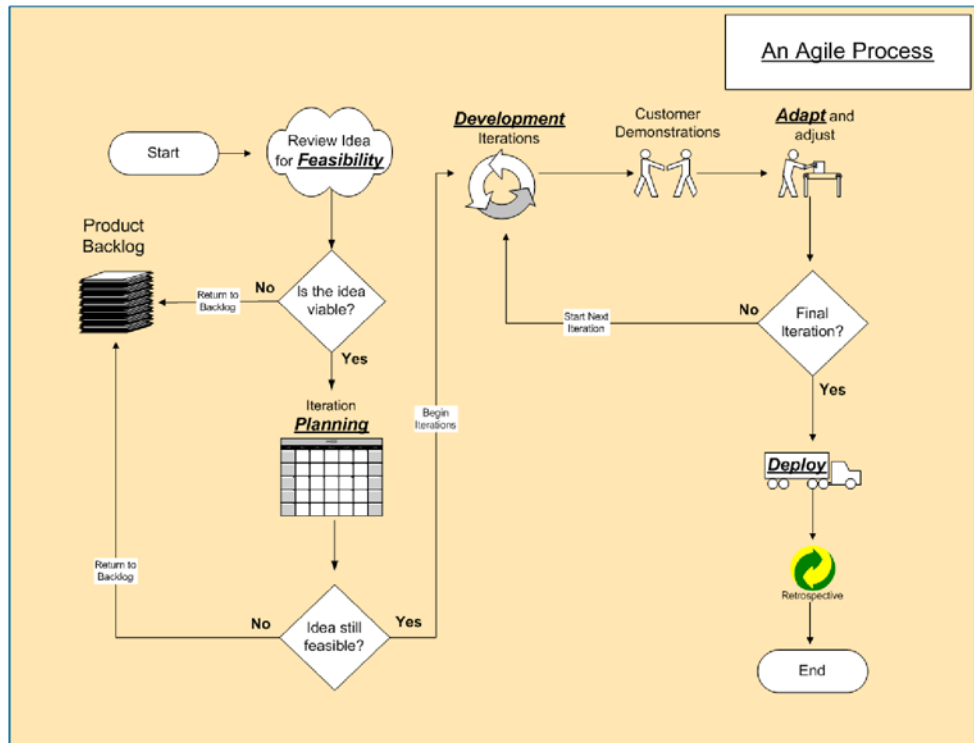 An Agile Process
Start
Review Idea
for Feasibility
Development
Iterations
Customer
Demonstrations
Adapt and
adjust
Product
Backlog
No
Return to
Backlog
Is the idea
viable?
Yes
Iteration
Planning
Begin
Iterations
Start Next
Iteration
No
Final
Iteration?
Yes
Deploy
Retrospective
End
Return to
Backlog
No
Idea still
feasible?
Yes